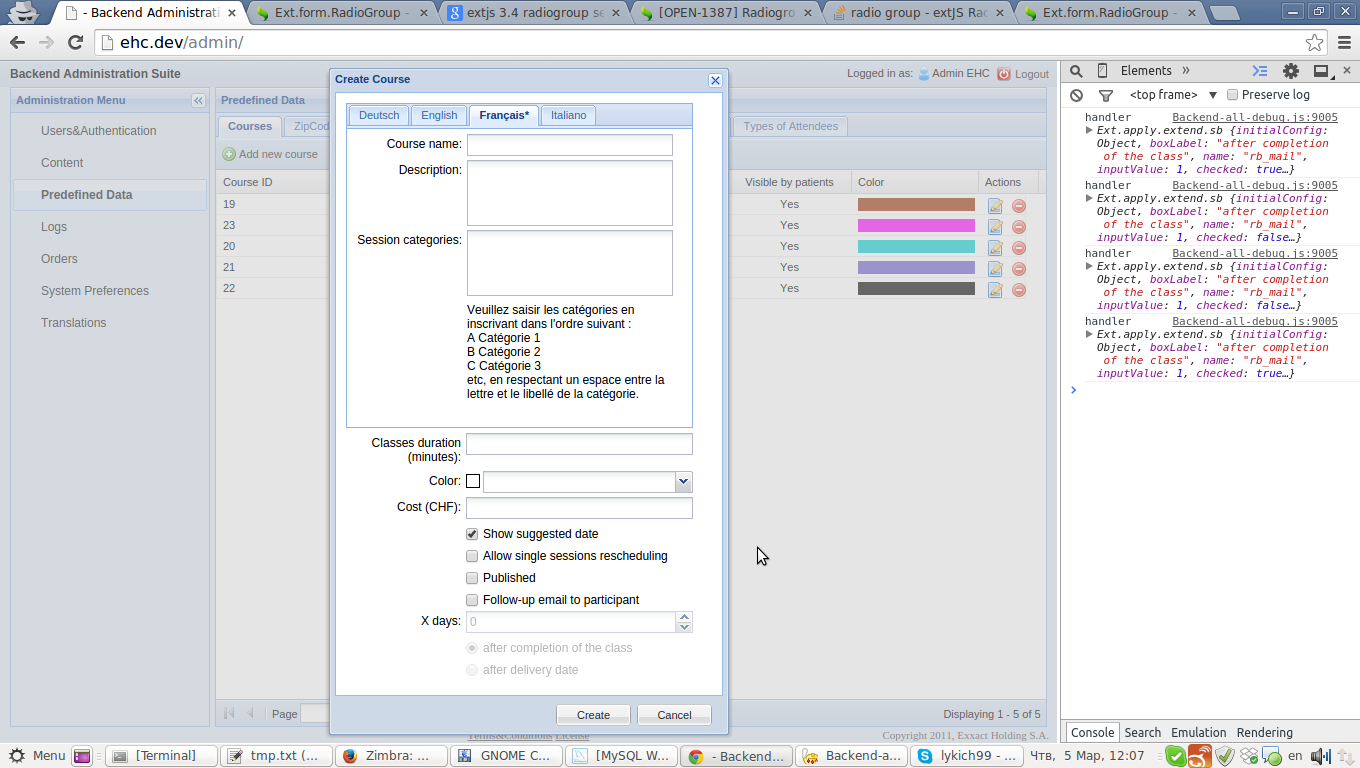 - Backend Administrati
Ext.form.RadioGroup -
extjs 3.4 radiogroup se
[OPEN-1387] Radiogro
radio group - extJS Rac
Ext.form.RadioGroup -
ehc.dev/admin/
Backend Administration Suite
Logged in as: Admin EHC Logout
Administration Menu
Users&Authentication
Content
Predefined Data
Logs
Orders
System Preferences
Translations
Predefined Data
Courses
ZipCod
Types of Attendees
Add new course
Course ID
Visible by patients
Color
Actions
19 Yes
23 Yes
20 Yes
21 Yes
22 Yes
Page
Displaying 1 - 5 of 5
Terms&Conditions License
Copyright 2011, Exxact Holding S.A.
Create Course
Deutsch
English
Français*
Italiano
Course name:
Description:
Session categories:
Veuillez saisir les catégories en
inscrivant dans l'ordre suivant :
A Catégorie 1
B Catégorie 2
C Catégorie 3
etc, en respectant un espace entre la
lettre et le libellé de la catégorie.
Classes duration
(minutes):
Color:
Cost (CHF):
Show suggested date
Allow single sessions rescheduling
Published
Follow-up email to participant
X days: 0
after completion of the class
after delivery date
Create
Cancel
Elements »
<top frame> ▼ Preserve log
handler Backend-all-debug.js:9005
Ext.apply.extend.sb {initialConfig:
Object, boxLabel: "after completion
of the class", name: "rb_mail",
inputValue: 1, checked: true…}
handler Backend-all-debug.js:9005
Ext.apply.extend.sb {initialConfig:
Object, boxLabel: "after completion
of the class", name: "rb_mail",
inputValue: 1, checked: false…}
handler Backend-all-debug.js:9005
Ext.apply.extend.sb {initialConfig:
Object, boxLabel: "after completion
of the class", name: "rb_mail",
inputValue: 1, checked: false…}
handler Backend-all-debug.js:9005
Ext.apply.extend.sb {initialConfig:
Object, boxLabel: "after completion
of the class", name: "rb_mail",
inputValue: 1, checked: true…}
Console Search Emulation Rendering
Menu
[Terminal]
tmp.txt (...
Zimbra: ...
GNOME C...
[MySQL W...
- Backend...
Backend-a...
lykich99 - ...
Чтв, 5 Мар, 12:07
en